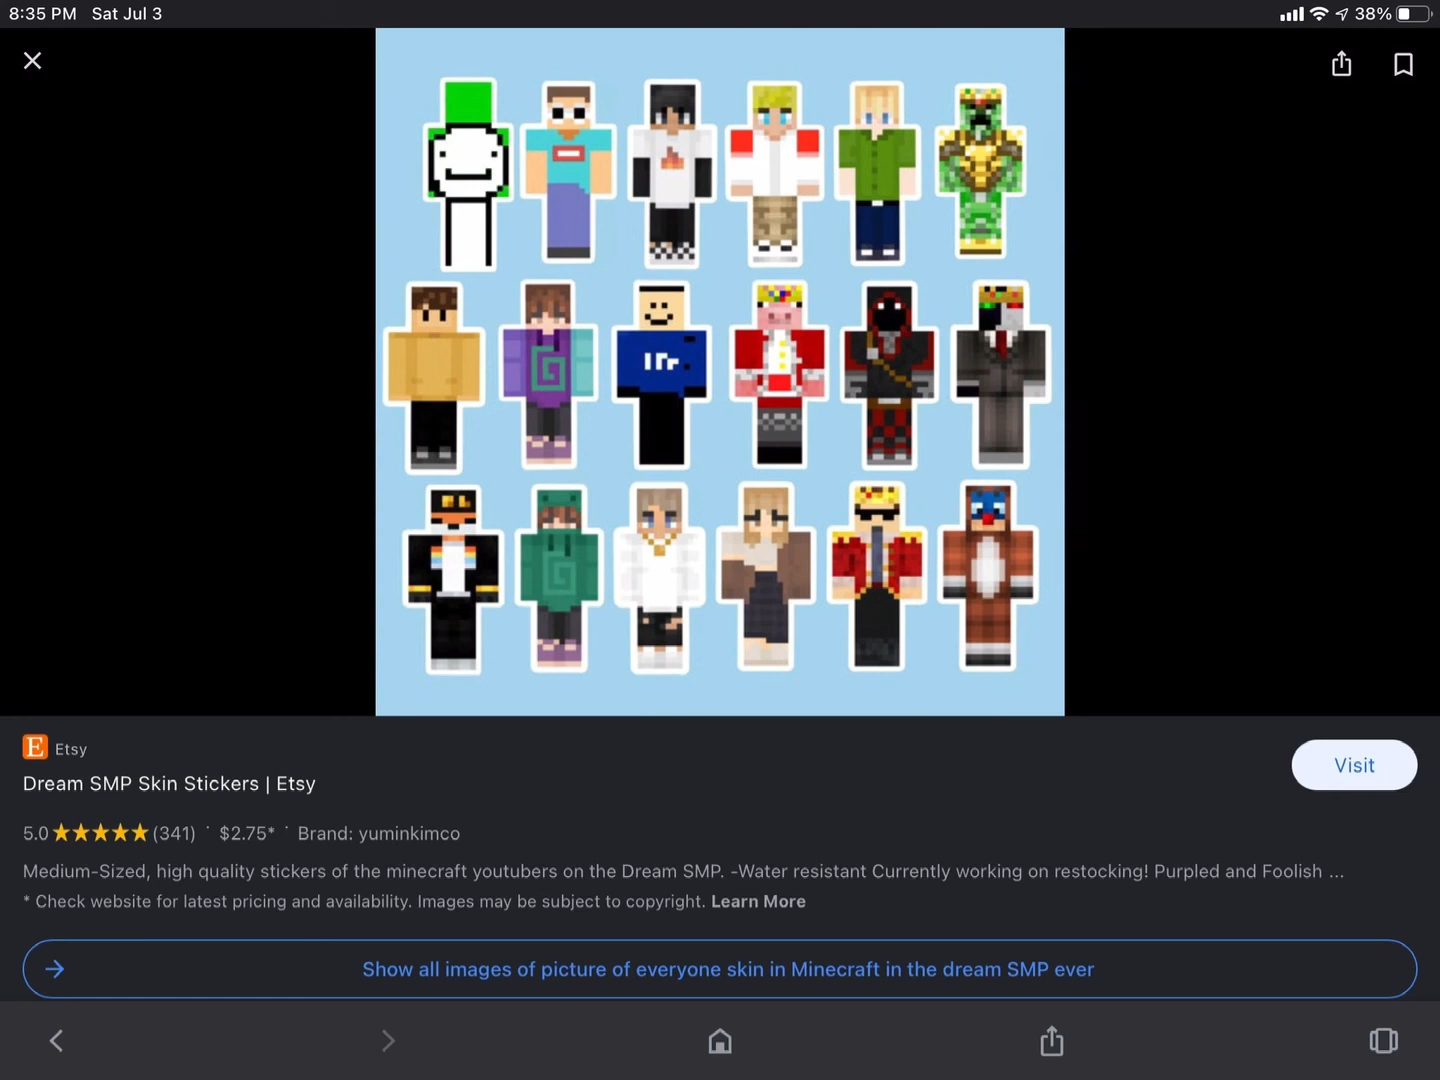 8:35 PM Sat Jul 3
38%
Etsy
Dream SMP Skin Stickers | Etsy
Visit
5.0★★★★★(341) · $2.75* · Brand: yuminkimco
Medium-Sized, high quality stickers of the minecraft youtubers on the Dream SMP. -Water resistant Currently working on restocking! Purpled and Foolish ...
* Check website for latest pricing and availability. Images may be subject to copyright. Learn More
Show all images of picture of everyone skin in Minecraft in the dream SMP ever